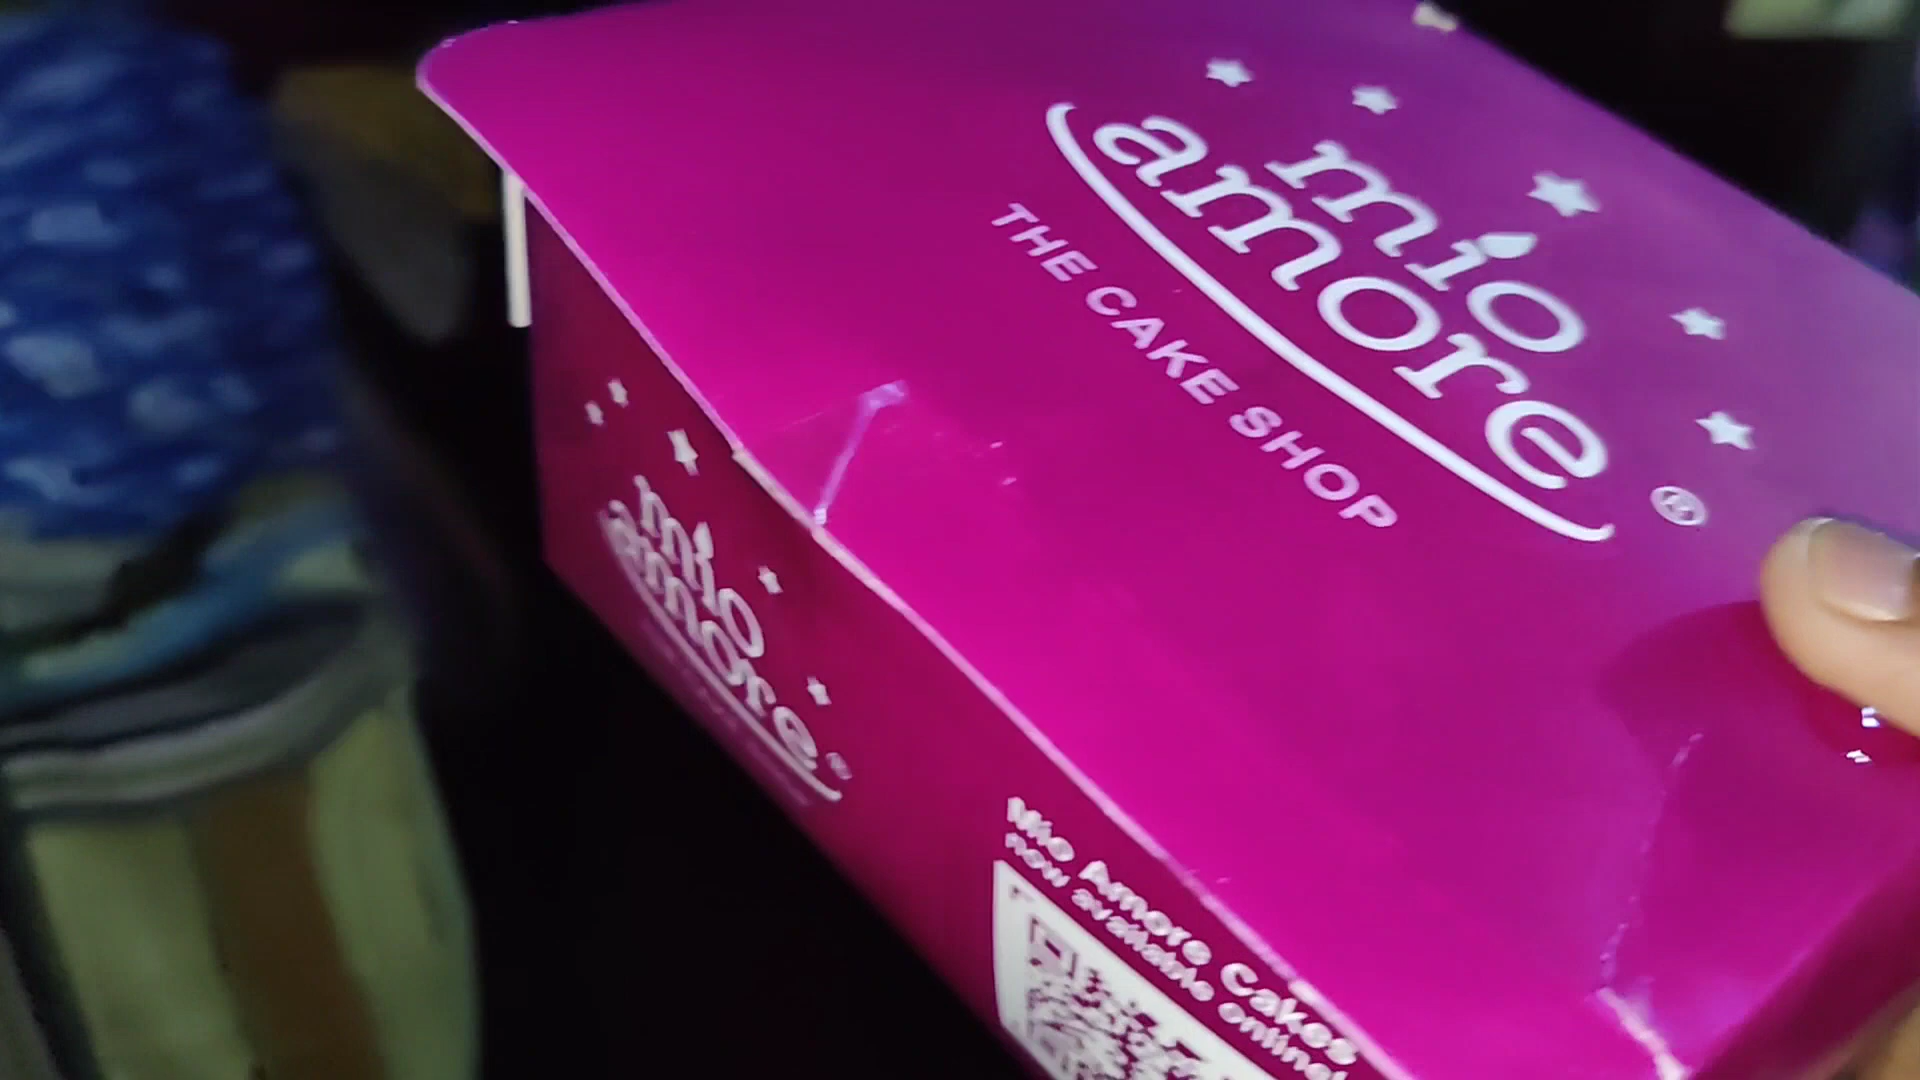 mio
amore
THE CAKE SHOP
®
mio
amore
Mio Amore Cakes
now available online!